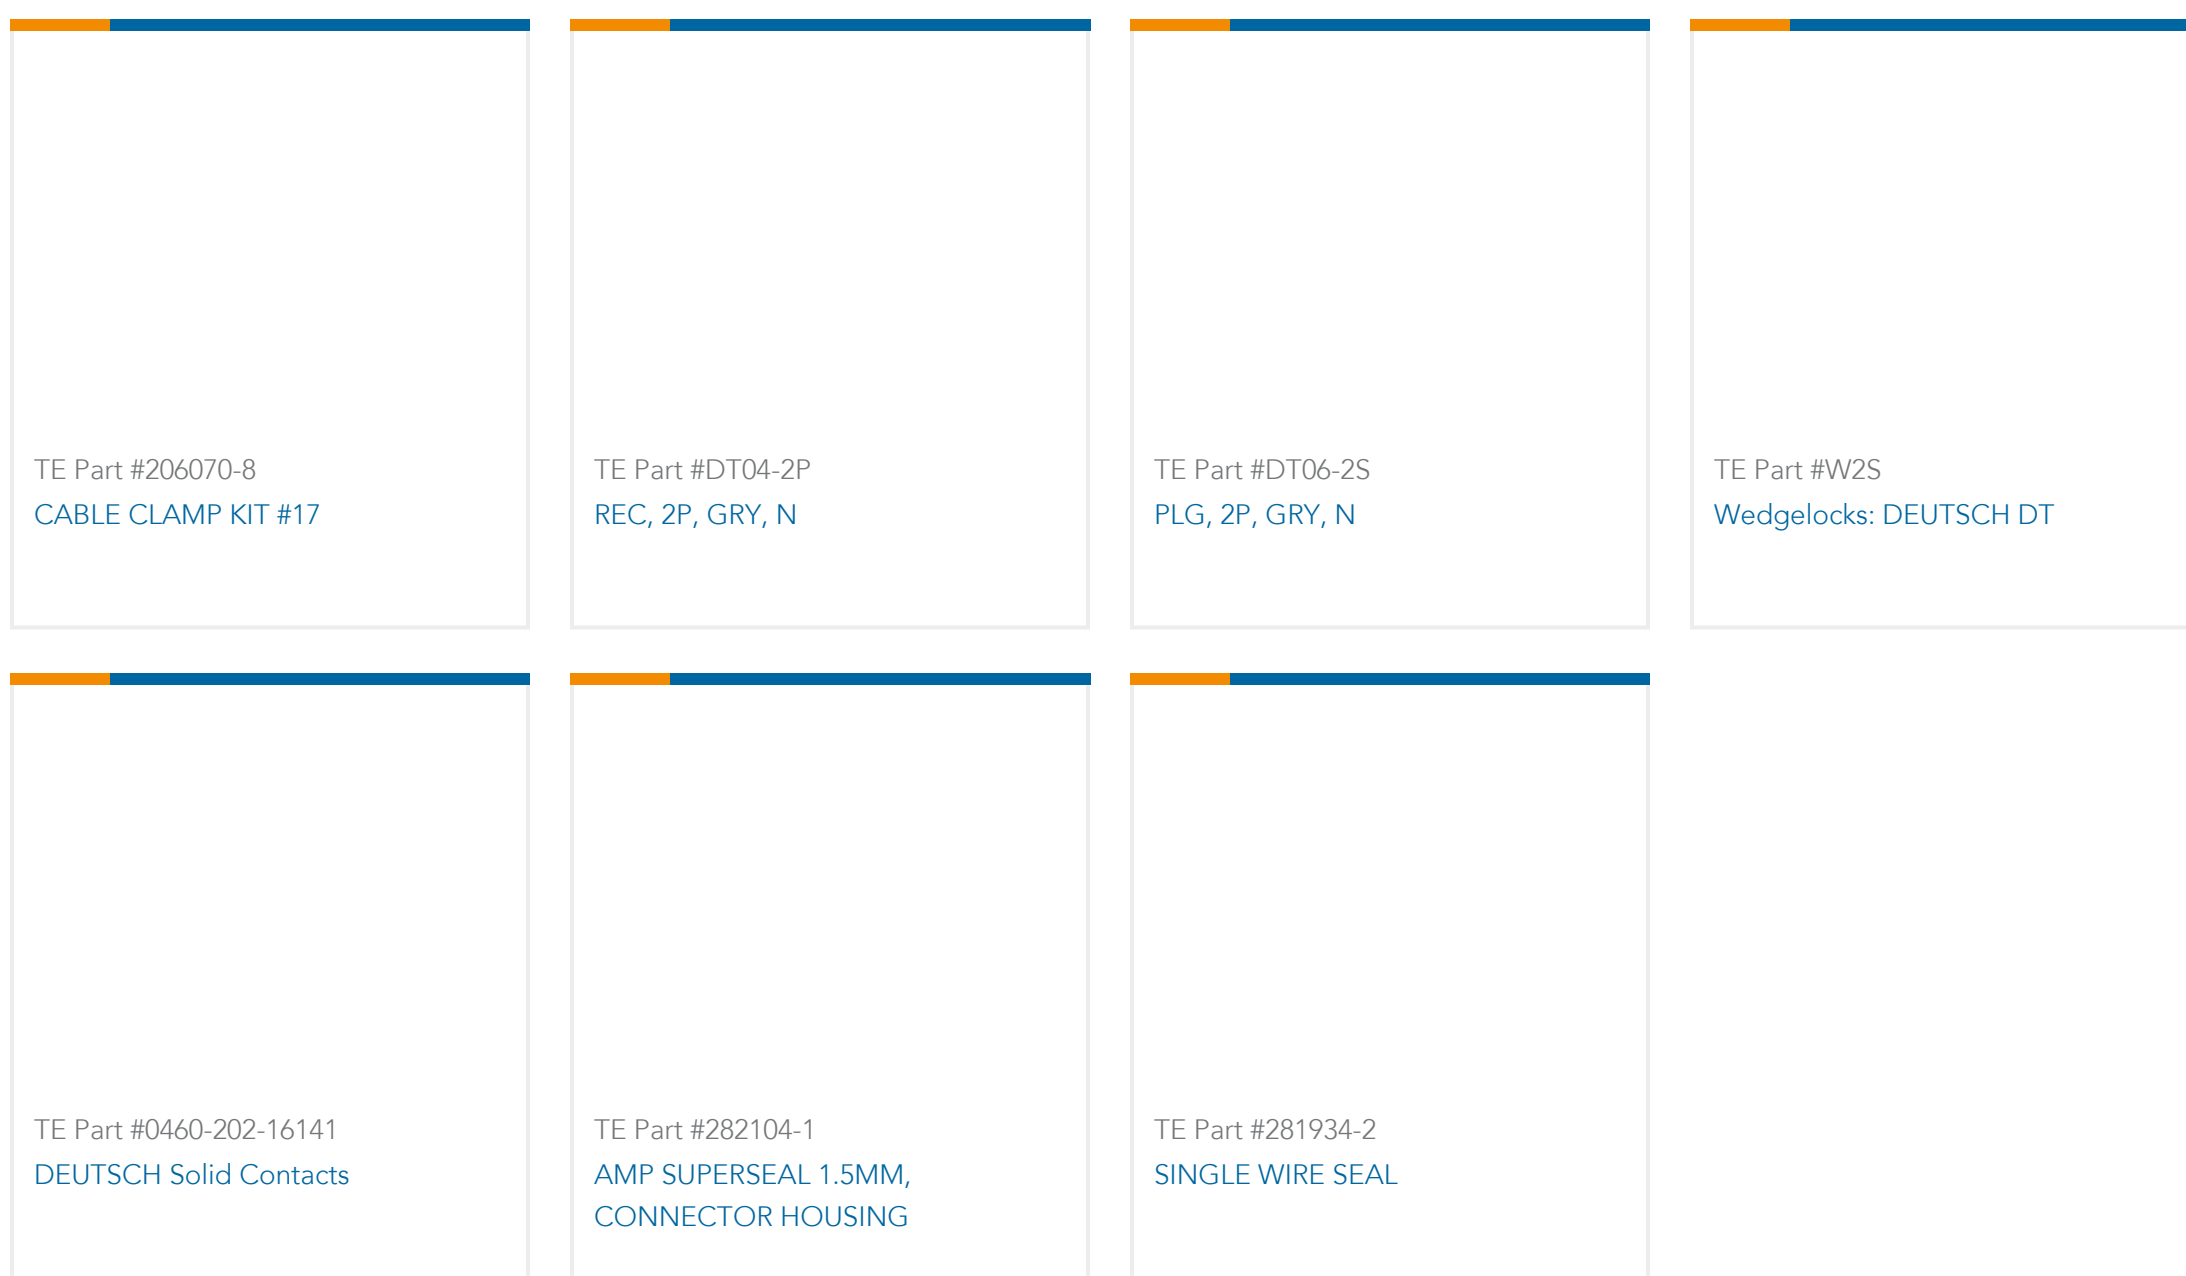 TE Part #206070-8
CABLE CLAMP KIT #17
TE Part #DT04-2P
REC, 2P, GRY, N
TE Part #DT06-2S
PLG, 2P, GRY, N
TE Part #W2S
Wedgelocks: DEUTSCH DT
TE Part #0460-202-16141
DEUTSCH Solid Contacts
TE Part #282104-1
AMP SUPERSEAL 1.5MM,
CONNECTOR HOUSING
TE Part #281934-2
SINGLE WIRE SEAL